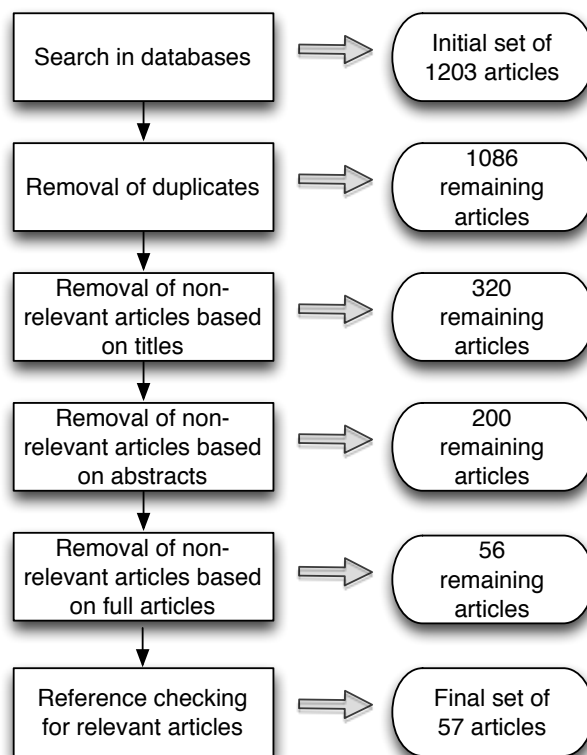 Search in databases
Initial set of
1203 articles
Removal of duplicates
1086
remaining
articles
Removal of non-
relevant articles based
on titles
320
remaining
articles
Removal of non-
relevant articles based
on abstracts
200
remaining
articles
Removal of non-
relevant articles based
on full articles
56
remaining
articles
Reference checking
for relevant articles
Final set of
57 articles